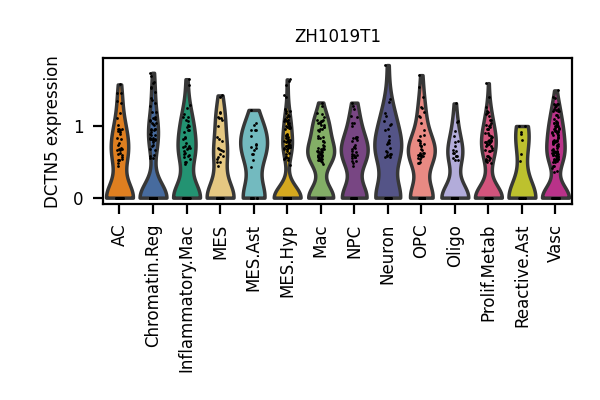 ZH1019T1
DCTN5 expression
1
0
AC
Chromatin.Reg
Inflammatory.Mac
MES
MES.Ast
MES.Hyp
Mac
NPC
Neuron
OPC
Oligo
Prolif.Metab
Reactive.Ast
Vasc